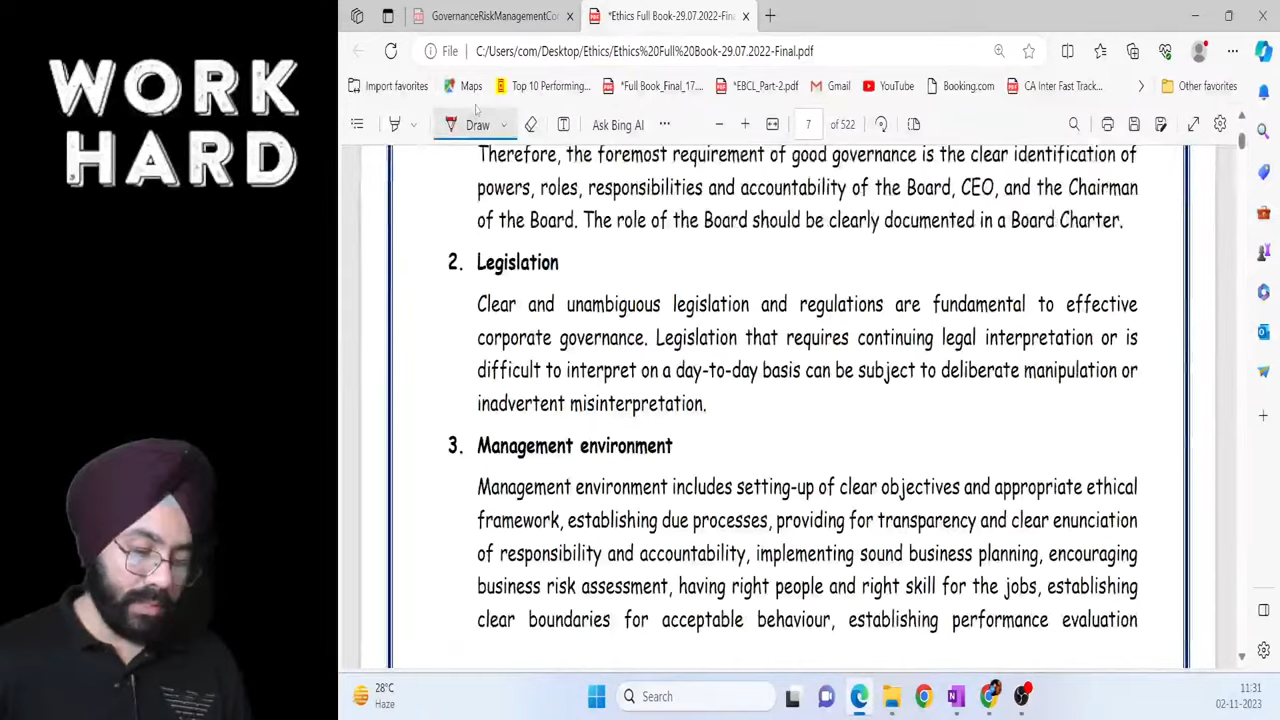 WORK
HARD
GovernanceRiskManagementCo
*Ethics Full Book-29.07.2022-Fin
File
C:/Users/com/Desktop/Ethics/Ethics%20Full%20Book-29.07.2022-Final.pdf
Import favorites
Maps
Top 10 Performing...
*Full Book_Final_17....
*EBCL_Part-2.pdf
Gmail
YouTube
Booking.com
CA Inter Fast Track...
Other favorites
Draw
Ask Bing AI
7
of 522
Therefore, the foremost requirement of good governance is the clear identification of
powers, roles, responsibilities and accountability of the Board, CEO, and the Chairman
of the Board. The role of the Board should be clearly documented in a Board Charter.
2. Legislation
Clear and unambiguous legislation and regulations are fundamental to effective
corporate governance. Legislation that requires continuing legal interpretation or is
difficult to interpret on a day-to-day basis can be subject to deliberate manipulation or
inadvertent misinterpretation.
3. Management environment
Management environment includes setting-up of clear objectives and appropriate ethical
framework, establishing due processes, providing for transparency and clear enunciation
of responsibility and accountability, implementing sound business planning, encouraging
business risk assessment, having right people and right skill for the jobs, establishing
clear boundaries for acceptable behaviour, establishing performance evaluation
28°C
Haze
Search
11:31
02-11-2023